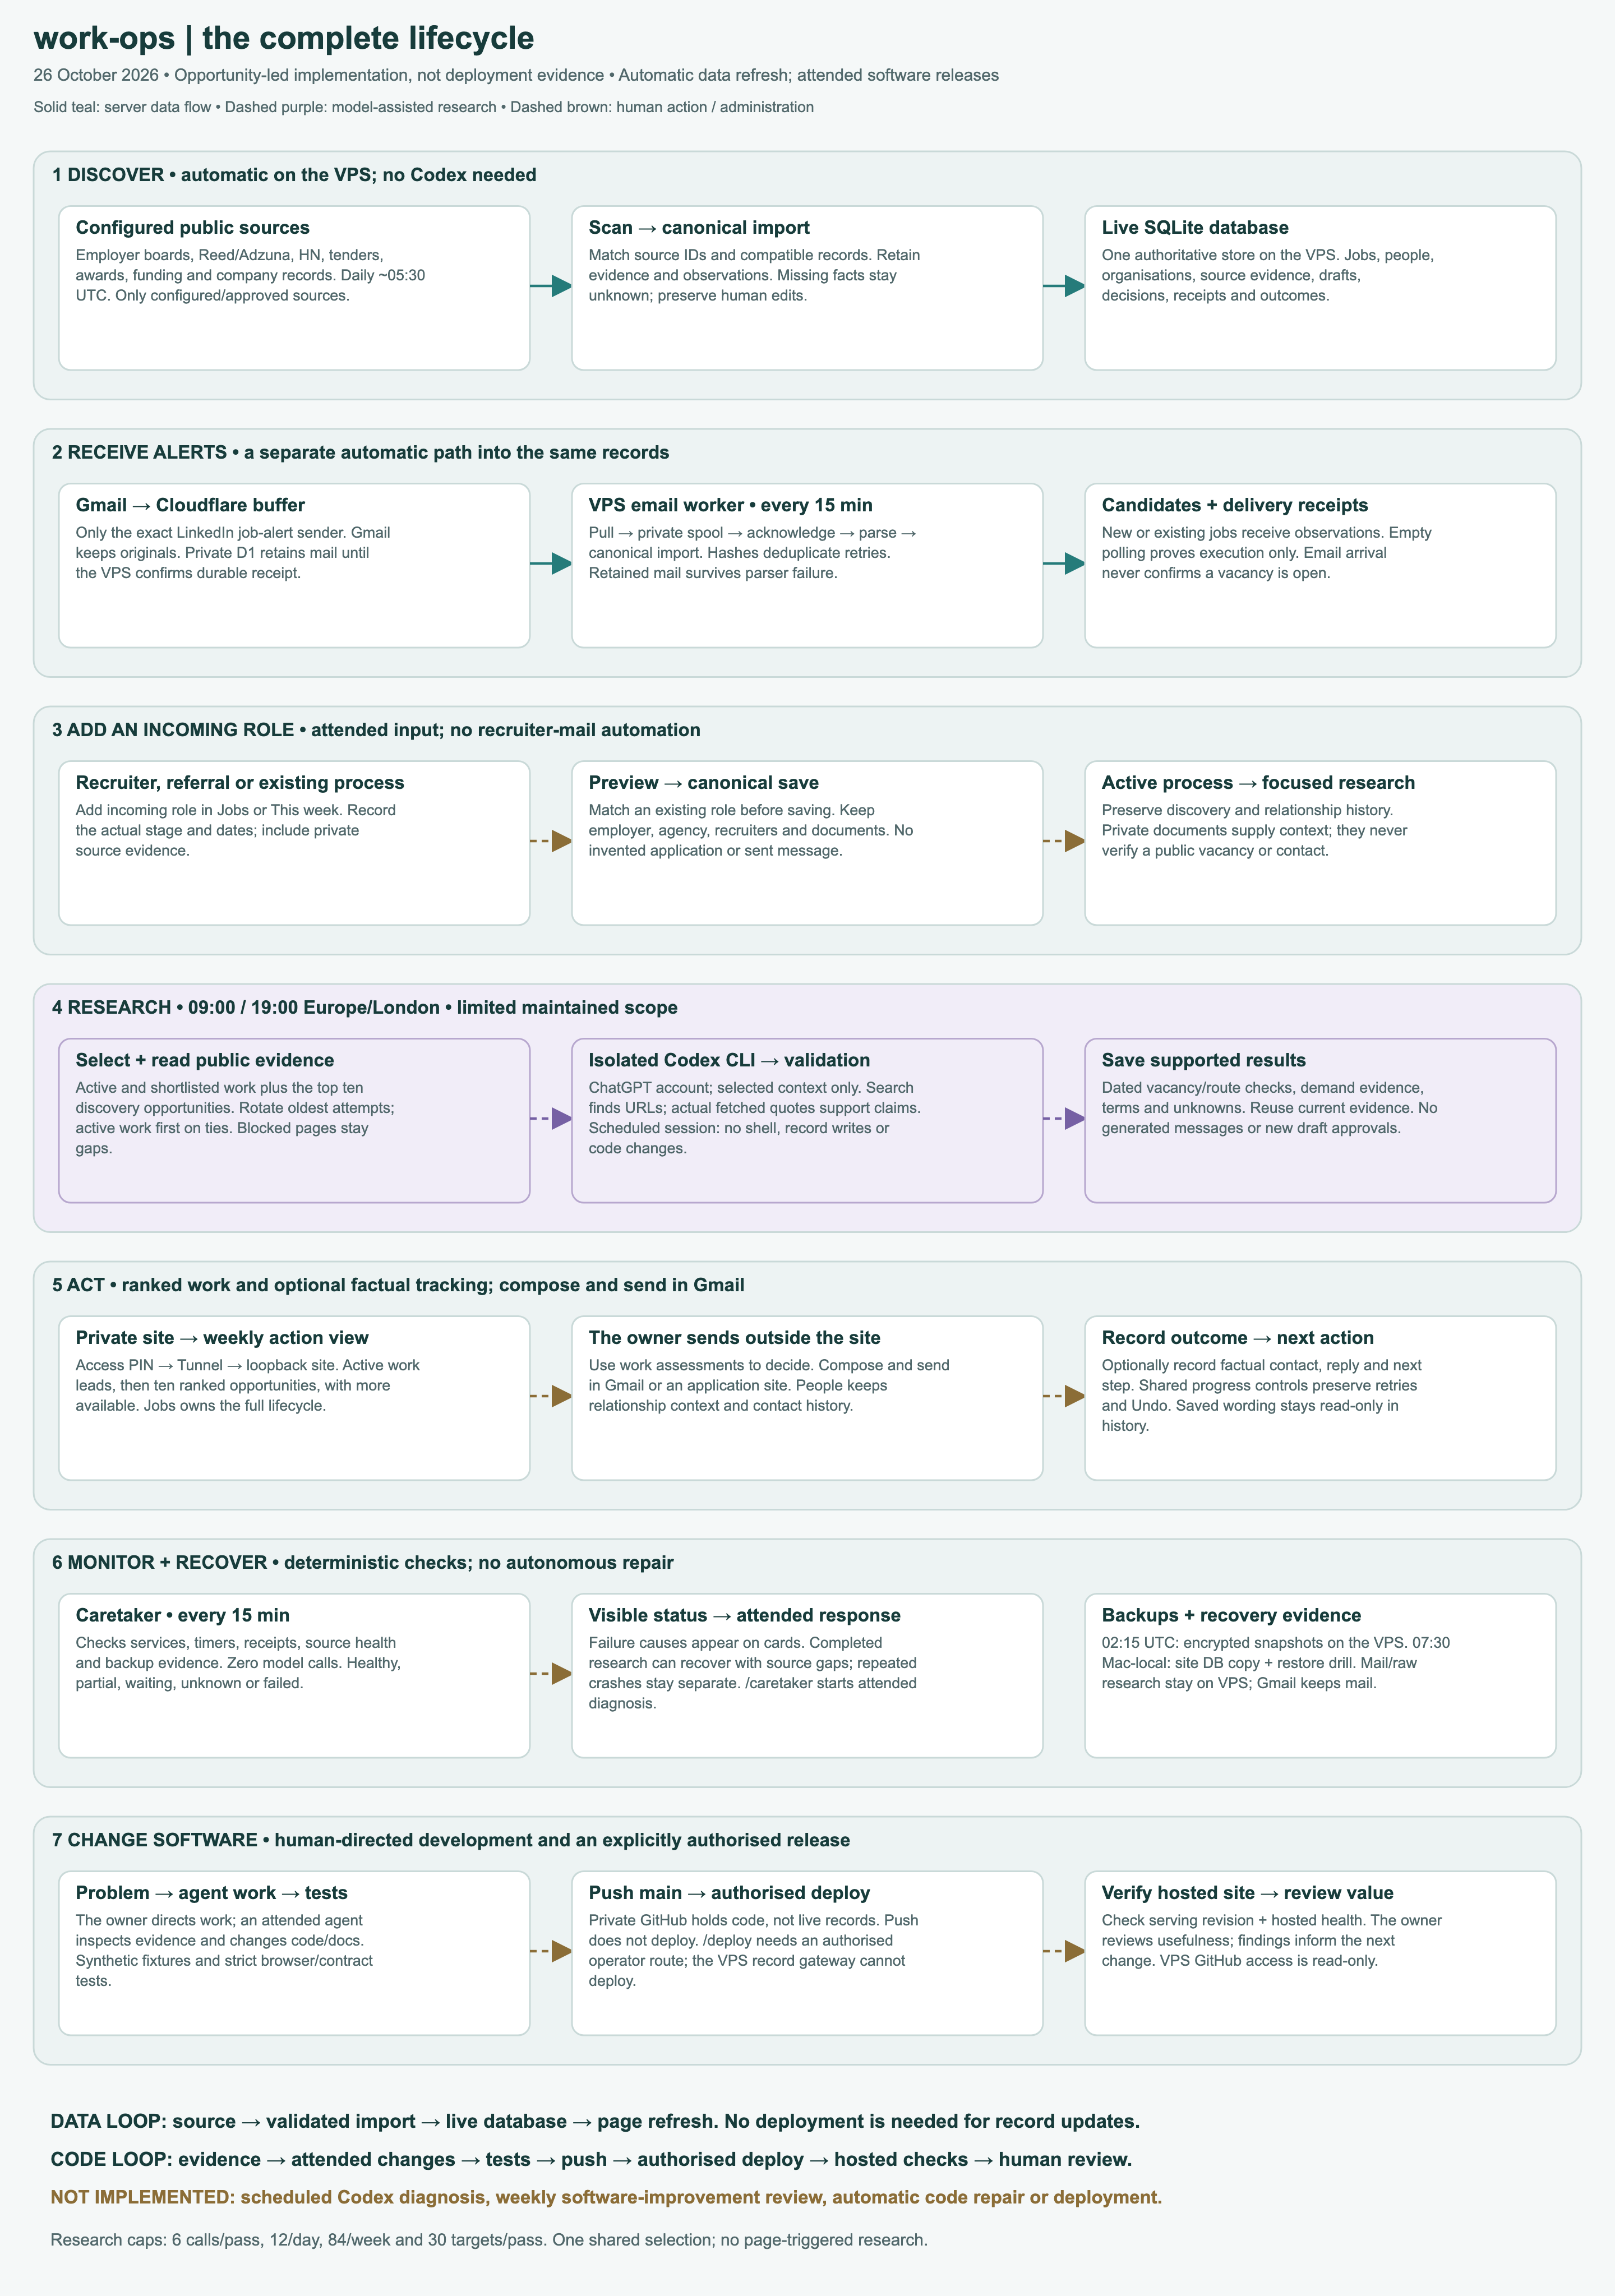 work-ops | the complete lifecycle
26 October 2026 • Opportunity-led implementation, not deployment evidence • Automatic data refresh; attended software releases
Solid teal: server data flow • Dashed purple: model-assisted research • Dashed brown: human action / administration
1 DISCOVER • automatic on the VPS; no Codex needed
Configured public sources
Employer boards, Reed/Adzuna, HN, tenders,
awards, funding and company records. Daily ~05:30
UTC. Only configured/approved sources.
Scan → canonical import
Match source IDs and compatible records. Retain
evidence and observations. Missing facts stay
unknown; preserve human edits.
Live SQLite database
One authoritative store on the VPS. Jobs, people,
organisations, source evidence, drafts,
decisions, receipts and outcomes.
2 RECEIVE ALERTS • a separate automatic path into the same records
Gmail → Cloudflare buffer
Only the exact LinkedIn job-alert sender. Gmail
keeps originals. Private D1 retains mail until
the VPS confirms durable receipt.
VPS email worker • every 15 min
Pull → private spool → acknowledge → parse →
canonical import. Hashes deduplicate retries.
Retained mail survives parser failure.
Candidates + delivery receipts
New or existing jobs receive observations. Empty
polling proves execution only. Email arrival
never confirms a vacancy is open.
3 ADD AN INCOMING ROLE • attended input; no recruiter-mail automation
Recruiter, referral or existing process
Add incoming role in Jobs or This week. Record
the actual stage and dates; include private
source evidence.
Preview → canonical save
Match an existing role before saving. Keep
employer, agency, recruiters and documents. No
invented application or sent message.
Active process → focused research
Preserve discovery and relationship history.
Private documents supply context; they never
verify a public vacancy or contact.
4 RESEARCH • 09:00 / 19:00 Europe/London • limited maintained scope
Select + read public evidence
Active and shortlisted work plus the top ten
discovery opportunities. Rotate oldest attempts;
active work first on ties. Blocked pages stay
gaps.
Isolated Codex CLI → validation
ChatGPT account; selected context only. Search
finds URLs; actual fetched quotes support claims.
Scheduled session: no shell, record writes or
code changes.
Save supported results
Dated vacancy/route checks, demand evidence,
terms and unknowns. Reuse current evidence. No
generated messages or new draft approvals.
5 ACT • ranked work and optional factual tracking; compose and send in Gmail
Private site → weekly action view
Access PIN → Tunnel → loopback site. Active work
leads, then ten ranked opportunities, with more
available. Jobs owns the full lifecycle.
The owner sends outside the site
Use work assessments to decide. Compose and send
in Gmail or an application site. People keeps
relationship context and contact history.
Record outcome → next action
Optionally record factual contact, reply and next
step. Shared progress controls preserve retries
and Undo. Saved wording stays read-only in
history.
6 MONITOR + RECOVER • deterministic checks; no autonomous repair
Caretaker • every 15 min
Checks services, timers, receipts, source health
and backup evidence. Zero model calls. Healthy,
partial, waiting, unknown or failed.
Visible status → attended response
Failure causes appear on cards. Completed
research can recover with source gaps; repeated
crashes stay separate. /caretaker starts attended
diagnosis.
Backups + recovery evidence
02:15 UTC: encrypted snapshots on the VPS. 07:30
Mac-local: site DB copy + restore drill. Mail/raw
research stay on VPS; Gmail keeps mail.
7 CHANGE SOFTWARE • human-directed development and an explicitly authorised release
Problem → agent work → tests
The owner directs work; an attended agent
inspects evidence and changes code/docs.
Synthetic fixtures and strict browser/contract
tests.
Push main → authorised deploy
Private GitHub holds code, not live records. Push
does not deploy. /deploy needs an authorised
operator route; the VPS record gateway cannot
deploy.
Verify hosted site → review value
Check serving revision + hosted health. The owner
reviews usefulness; findings inform the next
change. VPS GitHub access is read-only.
DATA LOOP: source → validated import → live database → page refresh. No deployment is needed for record updates.
CODE LOOP: evidence → attended changes → tests → push → authorised deploy → hosted checks → human review.
NOT IMPLEMENTED: scheduled Codex diagnosis, weekly software-improvement review, automatic code repair or deployment.
Research caps: 6 calls/pass, 12/day, 84/week and 30 targets/pass. One shared selection; no page-triggered research.